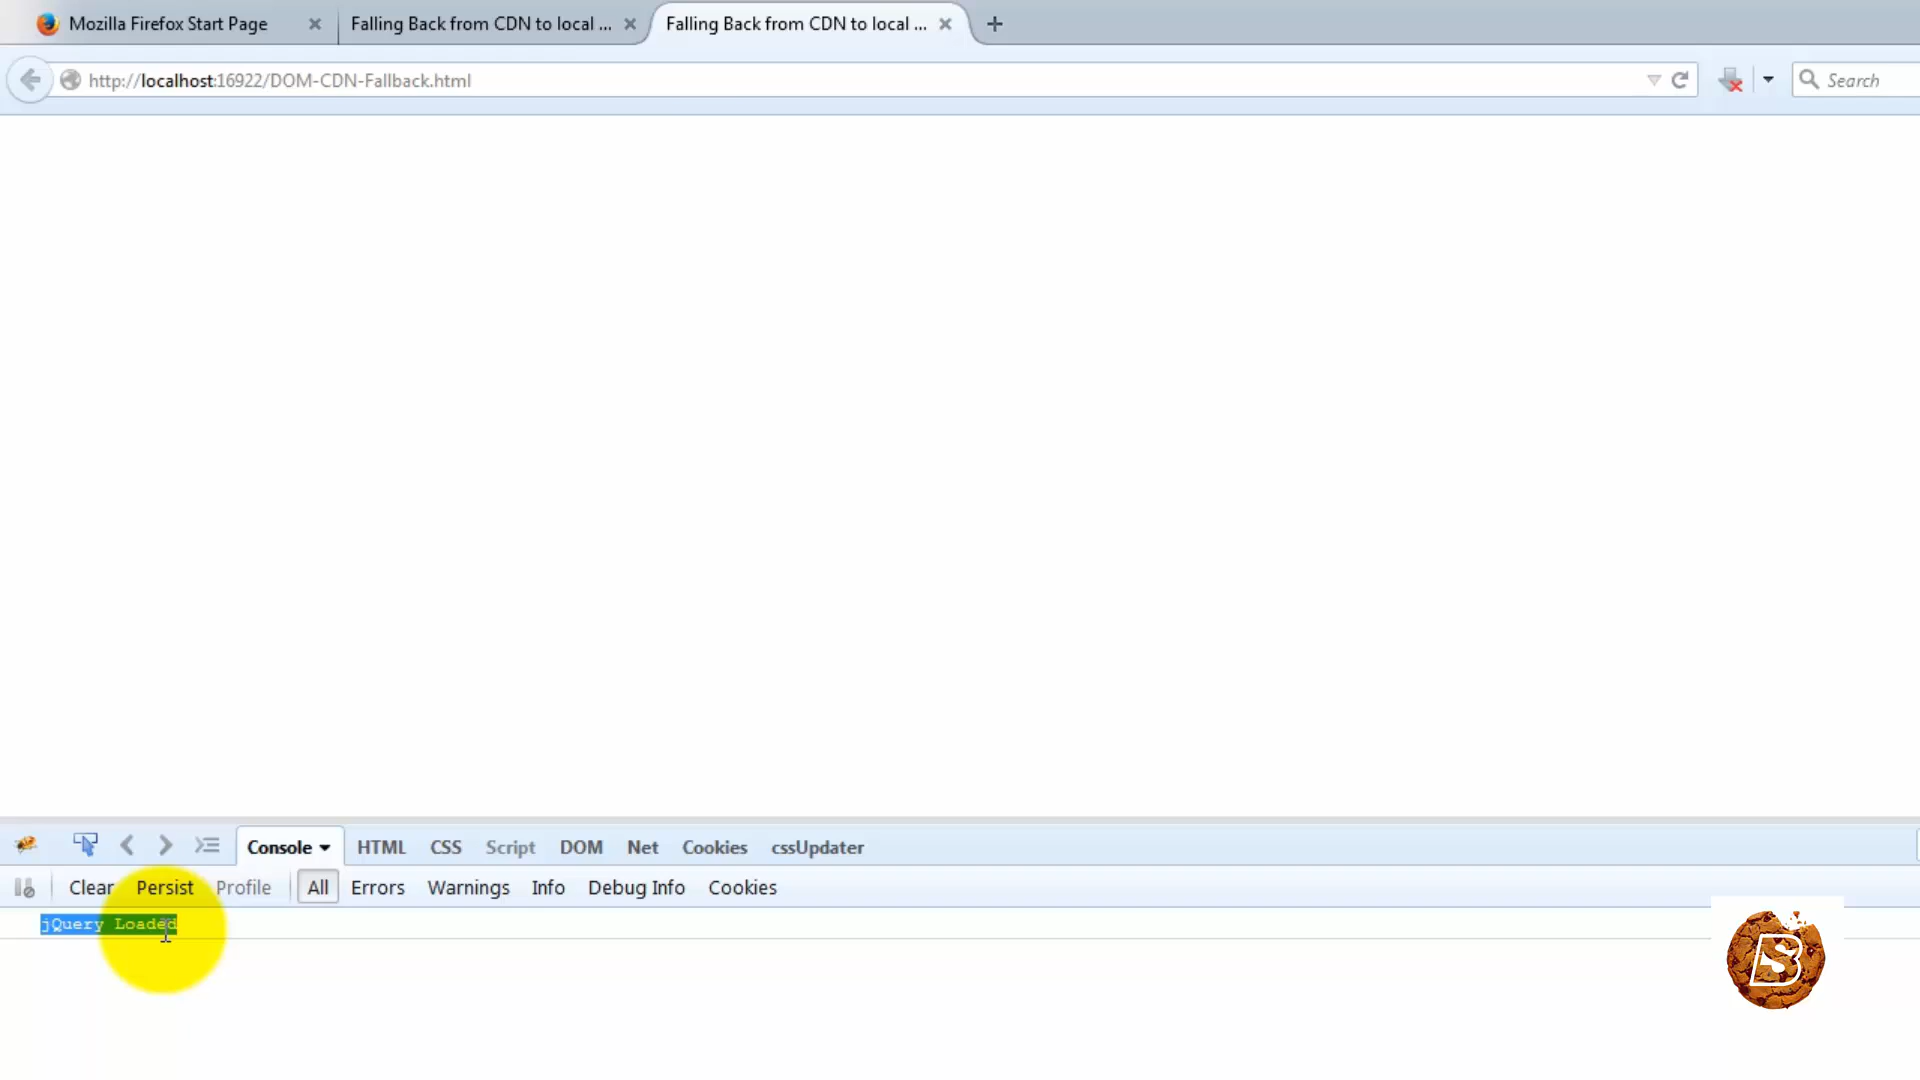 Mozilla Firefox Start Page
Falling Back from CDN to local ...
Falling Back from CDN to local ...
http://localhost:16922/DOM-CDN-Fallback.html
Search
Console HTML CSS Script DOM Net Cookies cssUpdater
Clear Persist Profile All Errors Warnings Info Debug Info Cookies
jQuery Loaded